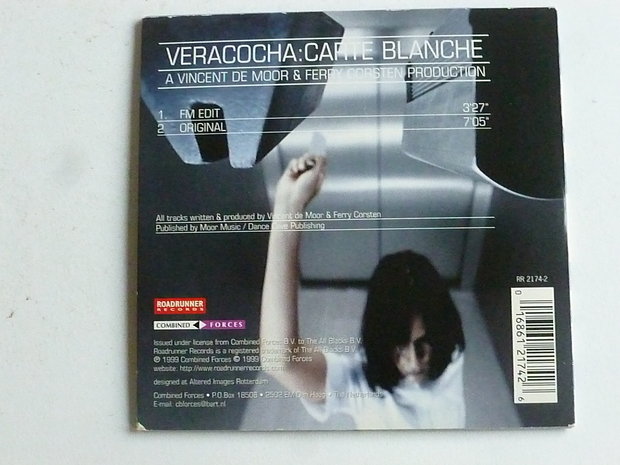 VERACOCHA:CARTE BLANCHE
A VINCENT DE MOOR & FERRY CORSTEN PRODUCTION
1. FM EDIT 3'27"
2 ORIGINAL 7'05"
All tracks written & produced by Vincent de Moor & Ferry Corsten
Published by Moor Music / Dance Wave Publishing
RR 2174-2
ROADRUNNER
RECORDS
COMBINED FORCES
Issued under license from Combined Forces B.V. to The All Blacks B.V.
Roadrunner Records is a registered trademark of The All Blacks B.V.
℗ 1999 Combined Forces © 1999 Combined Forces
website: http://www.roadrunnerrecords.com
designed at Altered Images Rotterdam
Combined Forces • P.O.Box 18506 • 2502 EM Den Haag • The Netherlands
E-mail: cbforces@bart.nl
0 16861 21742 6